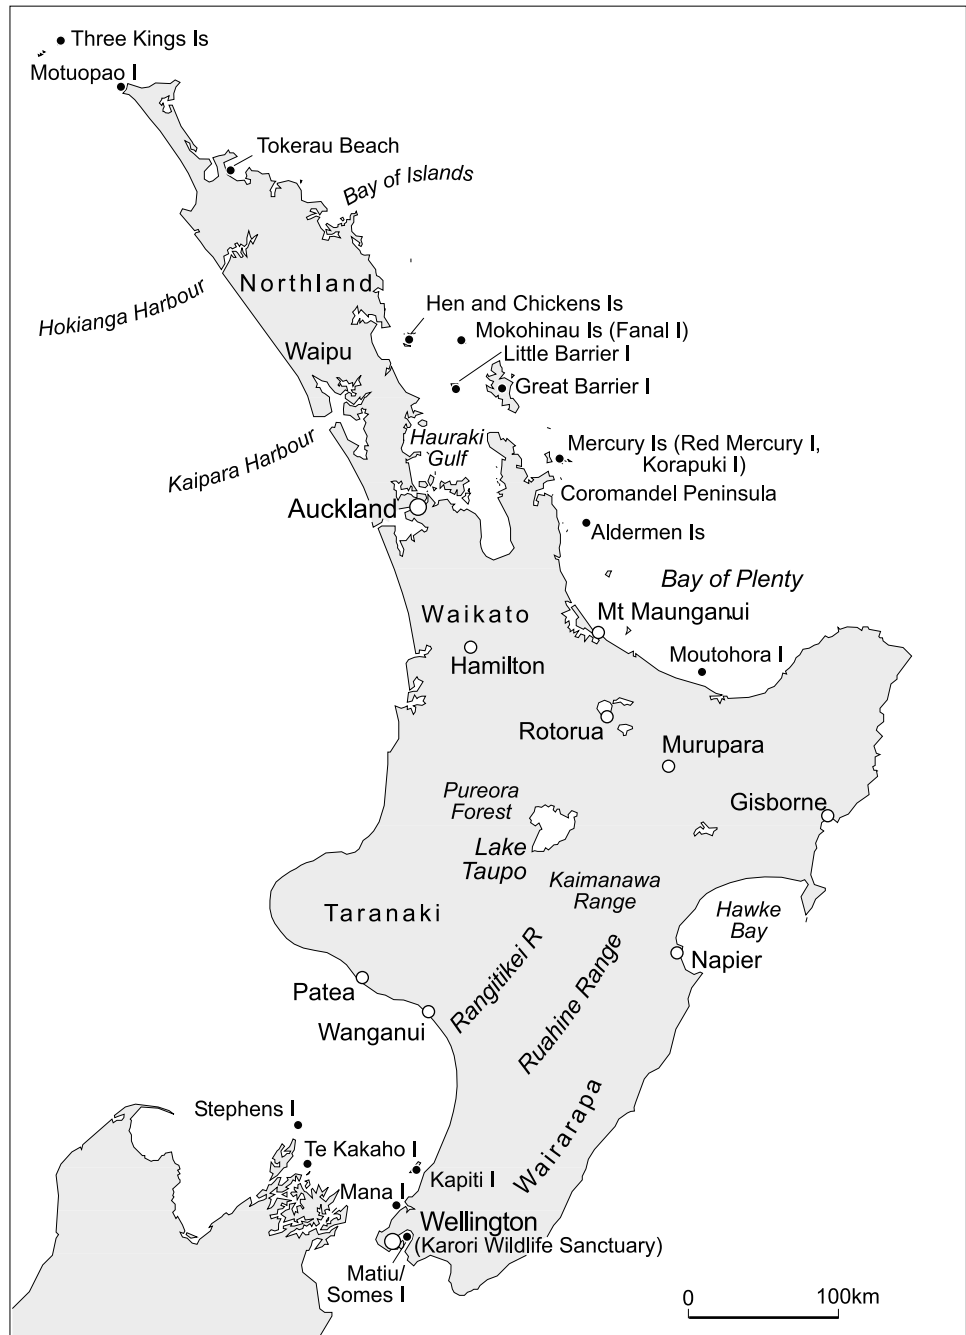 Three Kings Is
Motuopao I
Tokerau Beach
Bay of Islands
Northland
Hokianga Harbour
Hen and Chickens Is
Mokohinau Is (Fanal I)
Waipu
Little Barrier I
Great Barrier I
Hauraki
Gulf
Mercury Is (Red Mercury I,
Korapuki I)
Kaipara Harbour
Coromandel Peninsula
Auckland
Aldermen Is
Bay of Plenty
Waikato
Mt Maunganui
Hamilton
Moutohora I
Rotorua
Murupara
Pureora
Forest
Gisborne
Lake
Taupo
Kaimanawa
Range
Taranaki
Hawke
Bay
Rangitikei R
Ruahine Range
Napier
Patea
Wanganui
Stephens I
Wairarapa
Te Kakaho I
Kapiti I
Mana I
Wellington
(Karori Wildlife Sanctuary)
Matiu/
Somes I
0 100km